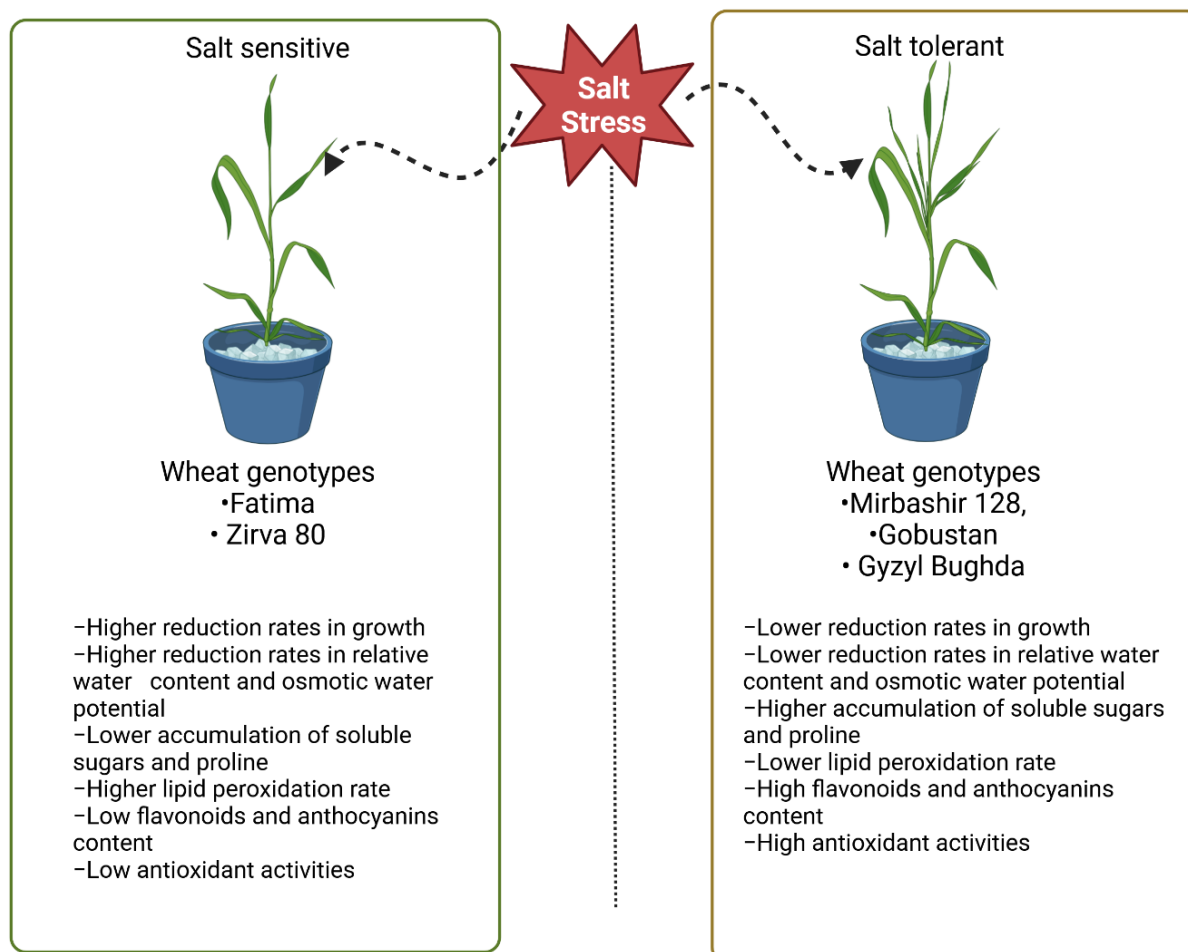 Salt sensitive
Salt
Stress
Salt tolerant
Wheat genotypes
•Fatima
• Zirva 80
−Higher reduction rates in growth
−Higher reduction rates in relative
water content and osmotic water
potential
−Lower accumulation of soluble
sugars and proline
−Higher lipid peroxidation rate
−Low flavonoids and anthocyanins
content
−Low antioxidant activities
Wheat genotypes
•Mirbashir 128,
•Gobustan
• Gyzyl Bughda
−Lower reduction rates in growth
−Lower reduction rates in relative water
content and osmotic water potential
−Higher accumulation of soluble sugars
and proline
−Lower lipid peroxidation rate
−High flavonoids and anthocyanins
content
−High antioxidant activities